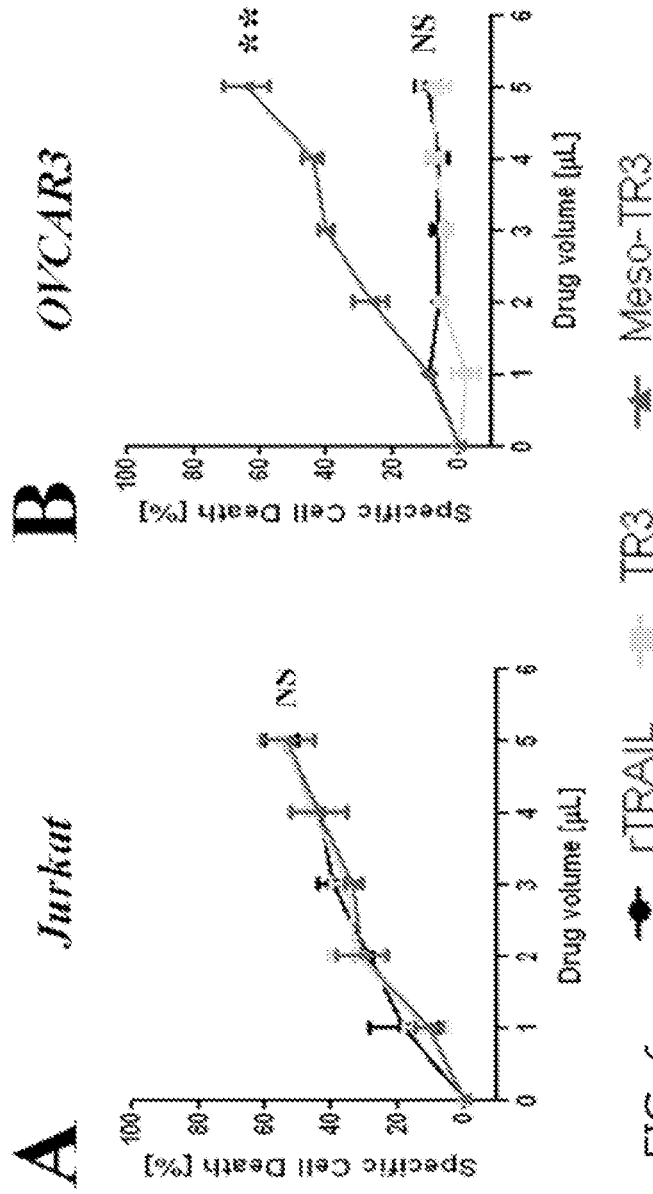 A
Jurkat
Specific Cell Death [%]
100
80
60
40
20
0
NS
0 1 2 3 4 5 6
Drug volume [µL]
B
OVCAR3
Specific Cell Death [%]
100
80
60
40
20
0
**
NS
0 1 2 3 4 5 6
Drug volume [µL]
rTRAIL TR3 Meso-TR3
FIG.